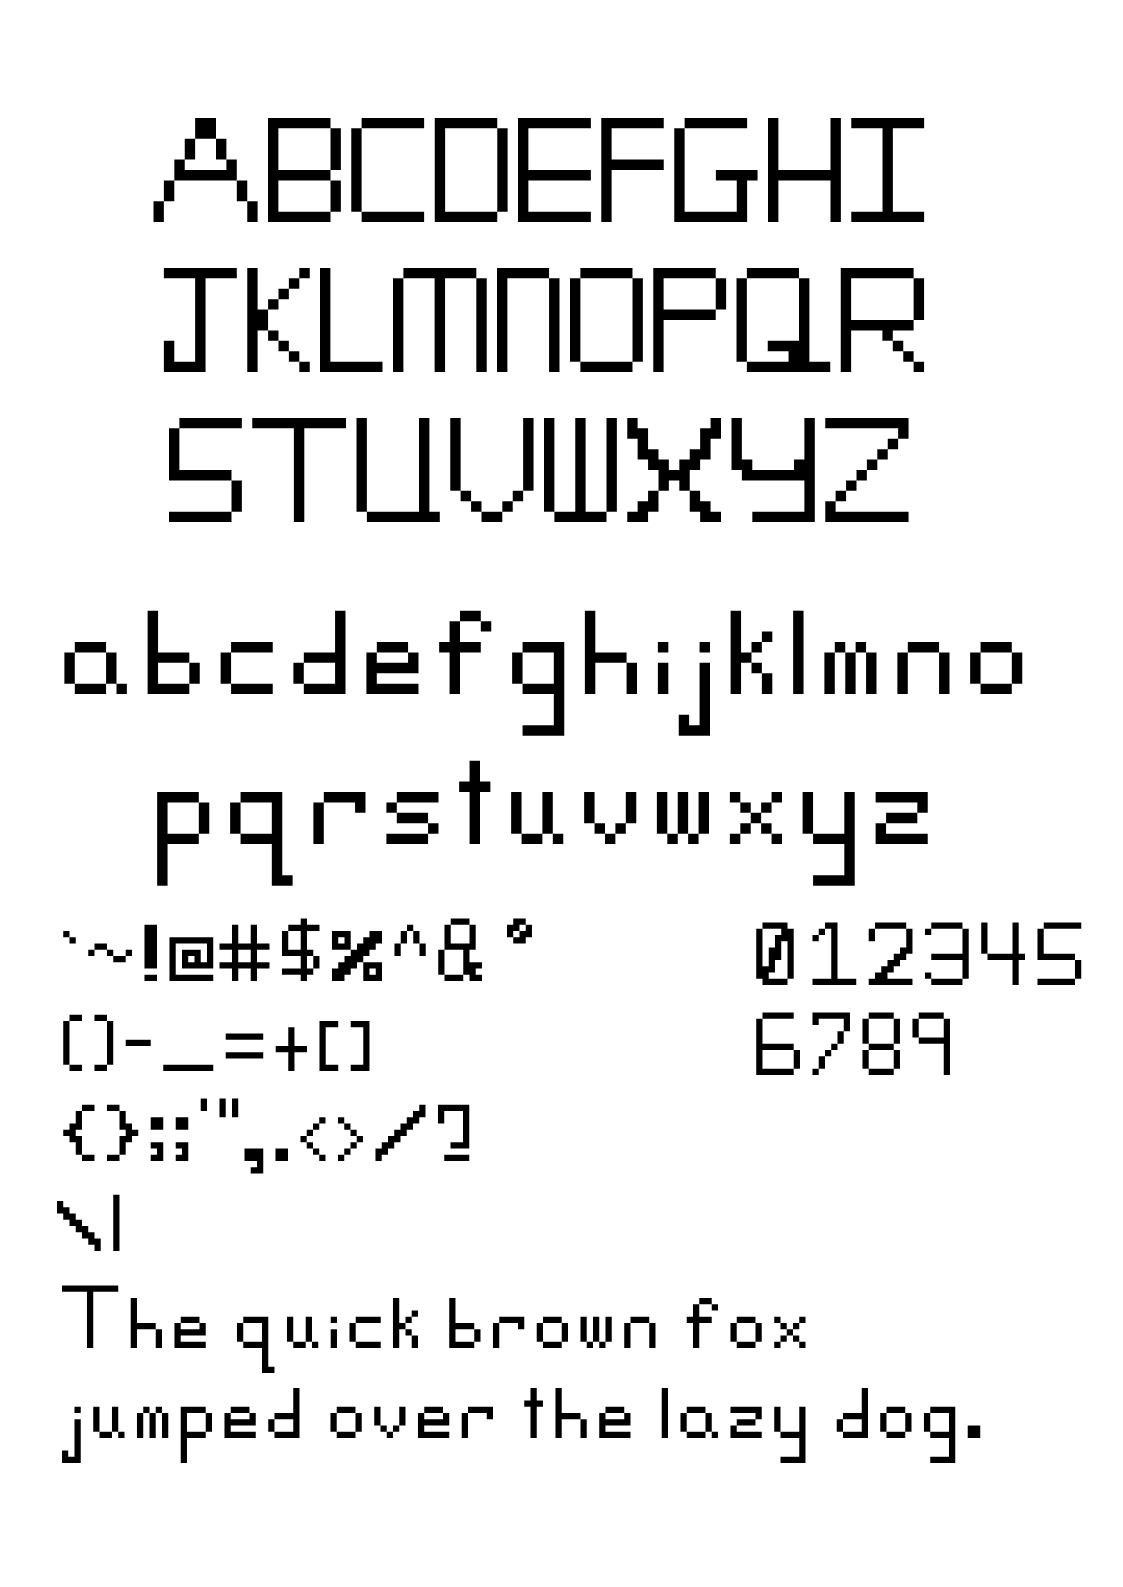 ABCDEFGHI
JKLMNOPQR
STUVWXYZ
abcdefghijklmno
pqrstuvwxyz
`~!@#$%^&° 012345
()-_=+[] 6789
{};;'",.<>/?
\|
The quick brown fox
jumped over the lazy dog.